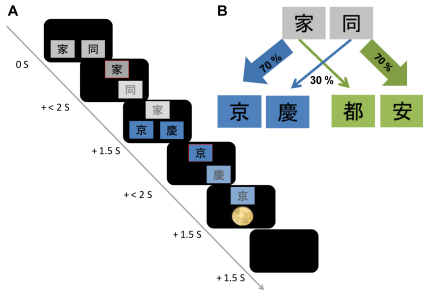 A
家 同
0 S
家
同
+ < 2 S
家
京 慶
+ 1.5 S
京
慶
+ < 2 S
京
+ 1.5 S
+ 1.5 S
B
家 同
70 %
30 %
70 %
京 慶 都 安